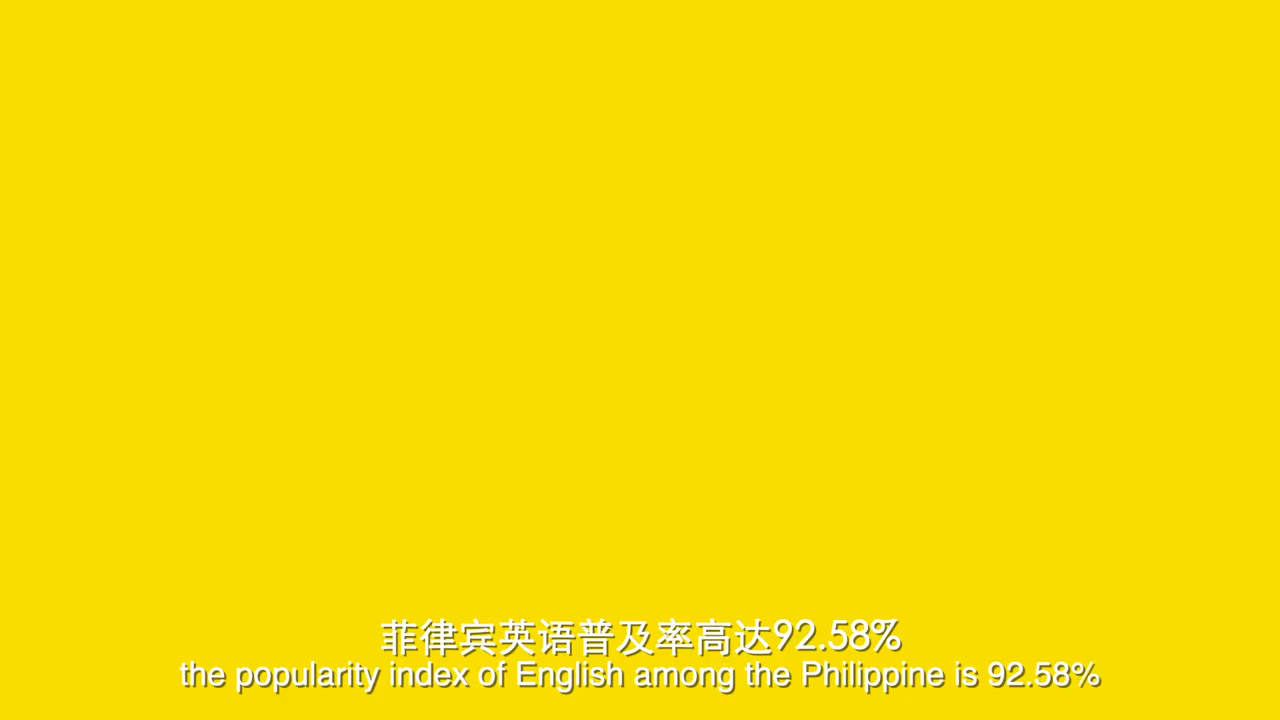 菲律宾英语普及率高达92.58%
the popularity index of English among the Philippine is 92.58%